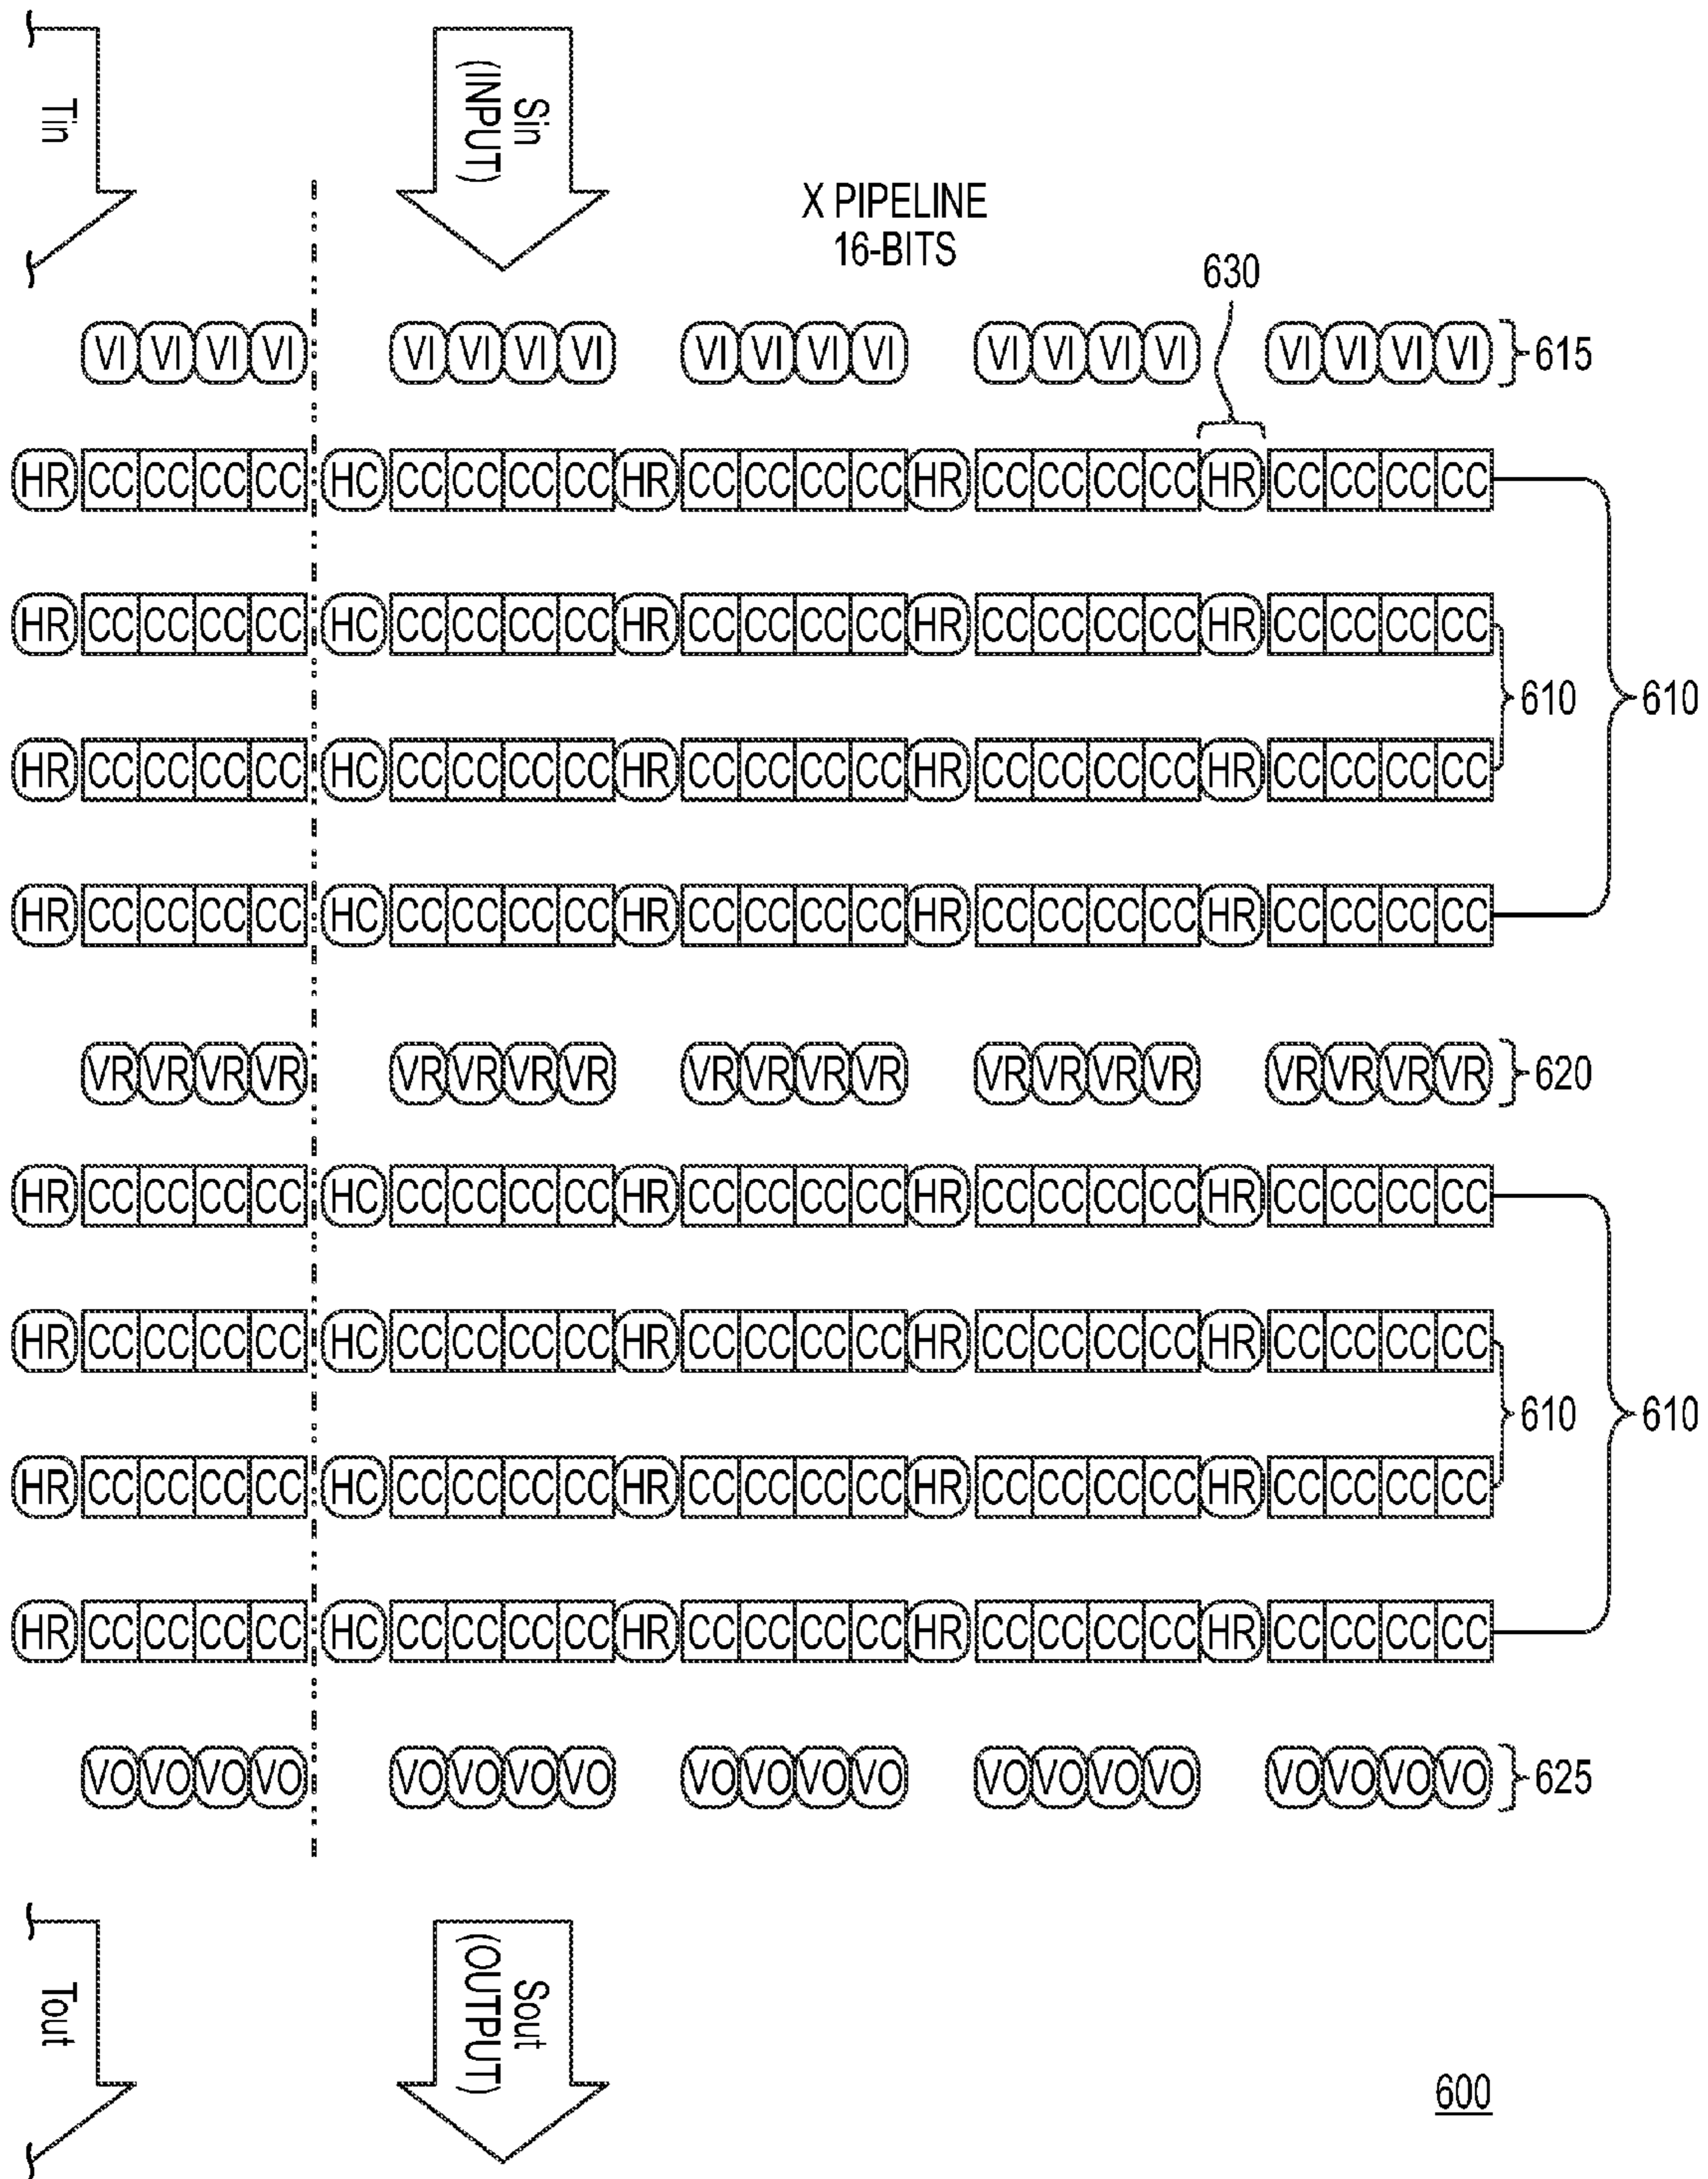 Tin
Sin
(INPUT)
X PIPELINE
16-BITS
630
VI VI VI VI VI VI VI VI VI VI VI VI VI VI VI VI VI VI VI VI 615
HR CC CC CC CC HC CC CC CC CC HR CC CC CC CC HR CC CC CC CC HR CC CC CC CC
HR CC CC CC CC HC CC CC CC CC HR CC CC CC CC HR CC CC CC CC HR CC CC CC CC
610 610
HR CC CC CC CC HC CC CC CC CC HR CC CC CC CC HR CC CC CC CC HR CC CC CC CC
HR CC CC CC CC HC CC CC CC CC HR CC CC CC CC HR CC CC CC CC HR CC CC CC CC
VR VR VR VR VR VR VR VR VR VR VR VR VR VR VR VR VR VR VR VR 620
HR CC CC CC CC HC CC CC CC CC HR CC CC CC CC HR CC CC CC CC HR CC CC CC CC
HR CC CC CC CC HC CC CC CC CC HR CC CC CC CC HR CC CC CC CC HR CC CC CC CC
610 610
HR CC CC CC CC HC CC CC CC CC HR CC CC CC CC HR CC CC CC CC HR CC CC CC CC
HR CC CC CC CC HC CC CC CC CC HR CC CC CC CC HR CC CC CC CC HR CC CC CC CC
VO VO VO VO VO VO VO VO VO VO VO VO VO VO VO VO VO VO VO VO 625
Tout
Sout
(OUTPUT)
600